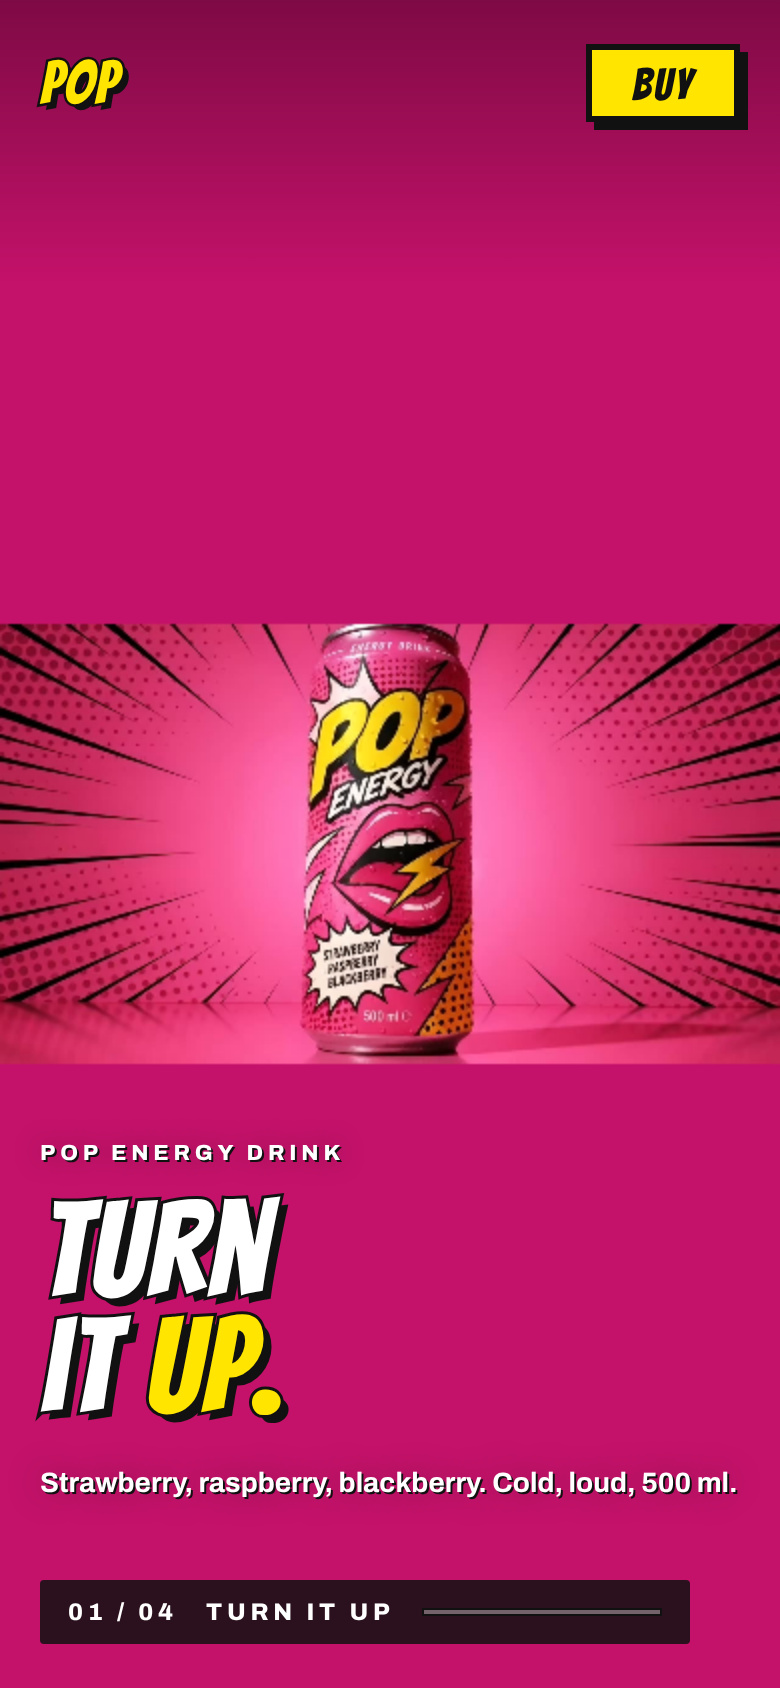 POP
BUY
ENERGY DRINK
POP
ENERGY
STRAWBERRY
RASPBERRY
BLACKBERRY
500 ml
POP ENERGY DRINK
TURN
IT UP.
Strawberry, raspberry, blackberry. Cold, loud, 500 ml.
01 / 04 TURN IT UP